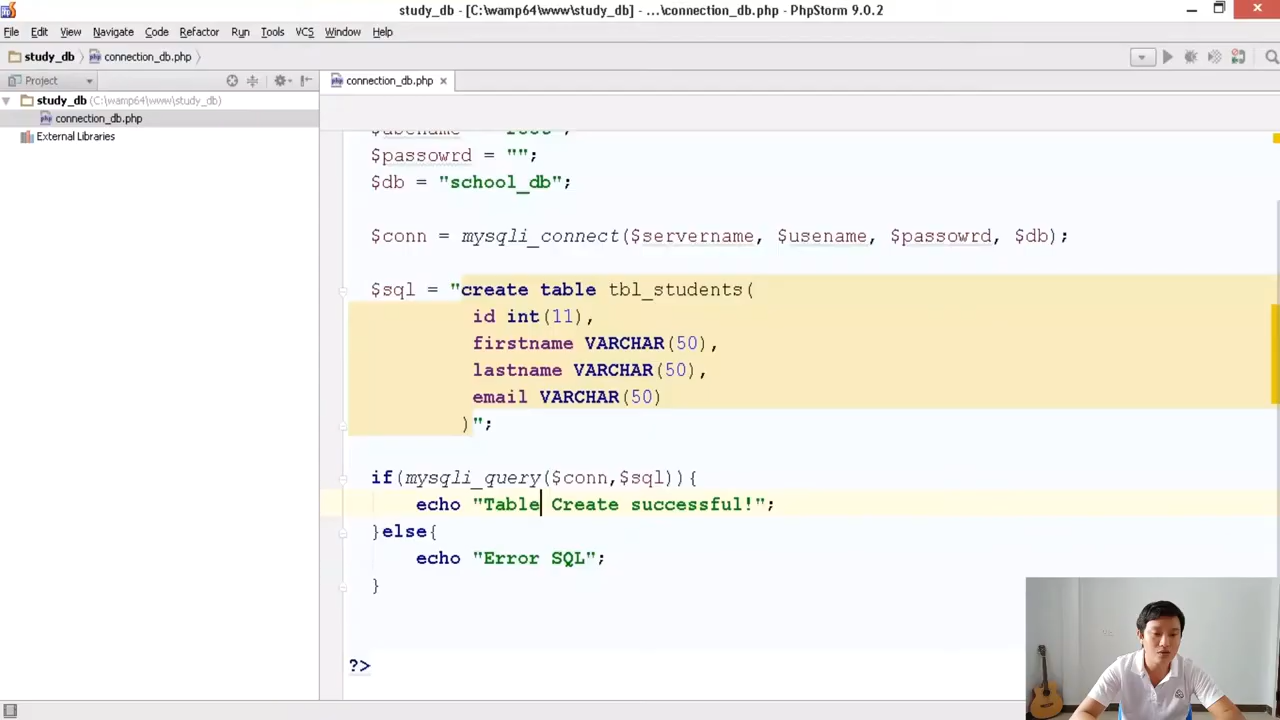 study_db - [C:\wamp64\www\study_db] - ...\connection_db.php - PhpStorm 9.0.2
File Edit View Navigate Code Refactor Run Tools VCS Window Help
study_db connection_db.php
Project
connection_db.php
study_db (C:\wamp64\www\study_db)
connection_db.php
External Libraries
$passowrd = "";
$db = "school_db";
$conn = mysqli_connect($servername, $usename, $passowrd, $db);
$sql = "create table tbl_students(
id int(11),
firstname VARCHAR(50),
lastname VARCHAR(50),
email VARCHAR(50)
)";
if(mysqli_query($conn,$sql)){
echo "Table Create successful!";
}else{
echo "Error SQL";
}
?>